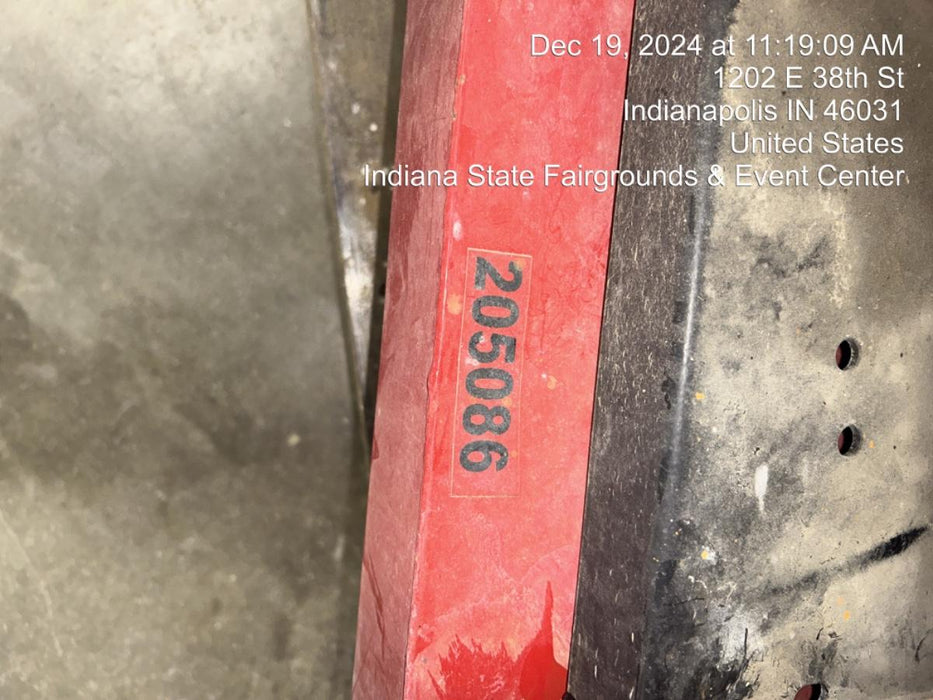 Dec 19, 2024 at 11:19:09 AM
1202 E 38th St
Indianapolis IN 46031
United States
Indiana State Fairgrounds & Event Center
205086